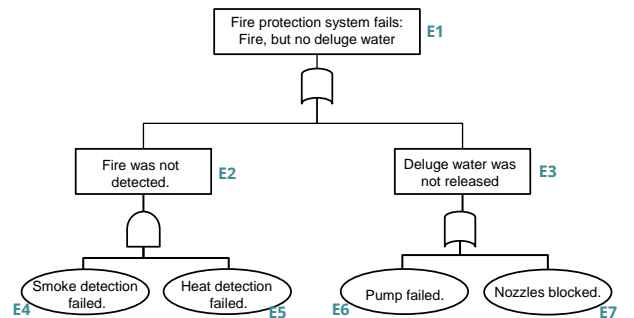 Fire protection system fails:
Fire, but no deluge water
E1
Fire was not
detected.
E2
Deluge water was
not released
E3
Smoke detection
failed.
E4
Heat detection
failed.
E5
Pump failed.
E6
Nozzles blocked.
E7